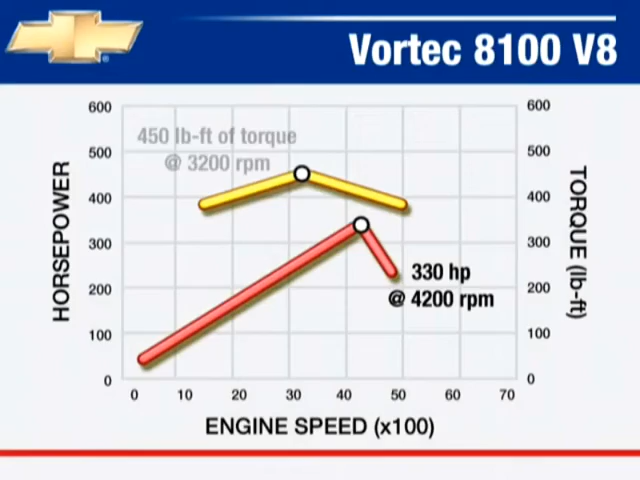 Vortec 8100 V8
600
500
400
300
200
100
0
HORSEPOWER
450 lb-ft of torque
@ 3200 rpm
330 hp
@ 4200 rpm
600
500
400
300
200
100
0
TORQUE (lb-ft)
0 10 20 30 40 50 60 70
ENGINE SPEED (x100)